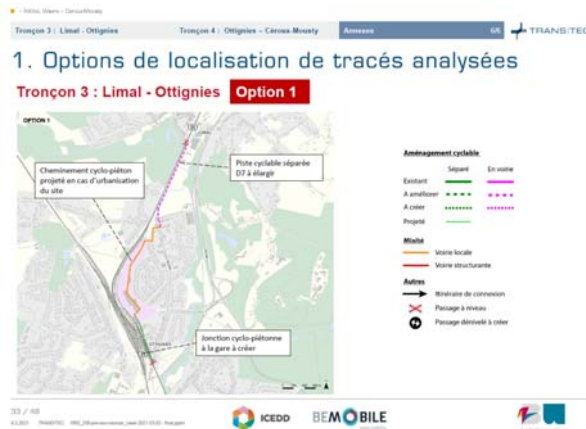 Tronçon 3 : Limal - Ottignies
Tronçon 4 : Ottignies – Céroux-Mousty
Annexes
6/6
TRANSITEC
1. Options de localisation de tracés analysées
Tronçon 3 : Limal - Ottignies
Option 1
OPTION 1
Cheminement cyclo-piéton
projeté en cas d'urbanisation
du site
Piste cyclable séparée
D7 à élargir
Jonction cyclo-piétonne
à la gare à créer
Aménagement cyclable
Séparé
En voirie
Existant
A améliorer
A créer
Projeté
Mixité
Voirie locale
Voirie structurante
Autres
Itinéraire de connexion
Passage à niveau
Passage dénivelé à créer
33 / 48
TRANSITEC
ICEDD
BEMOBILE